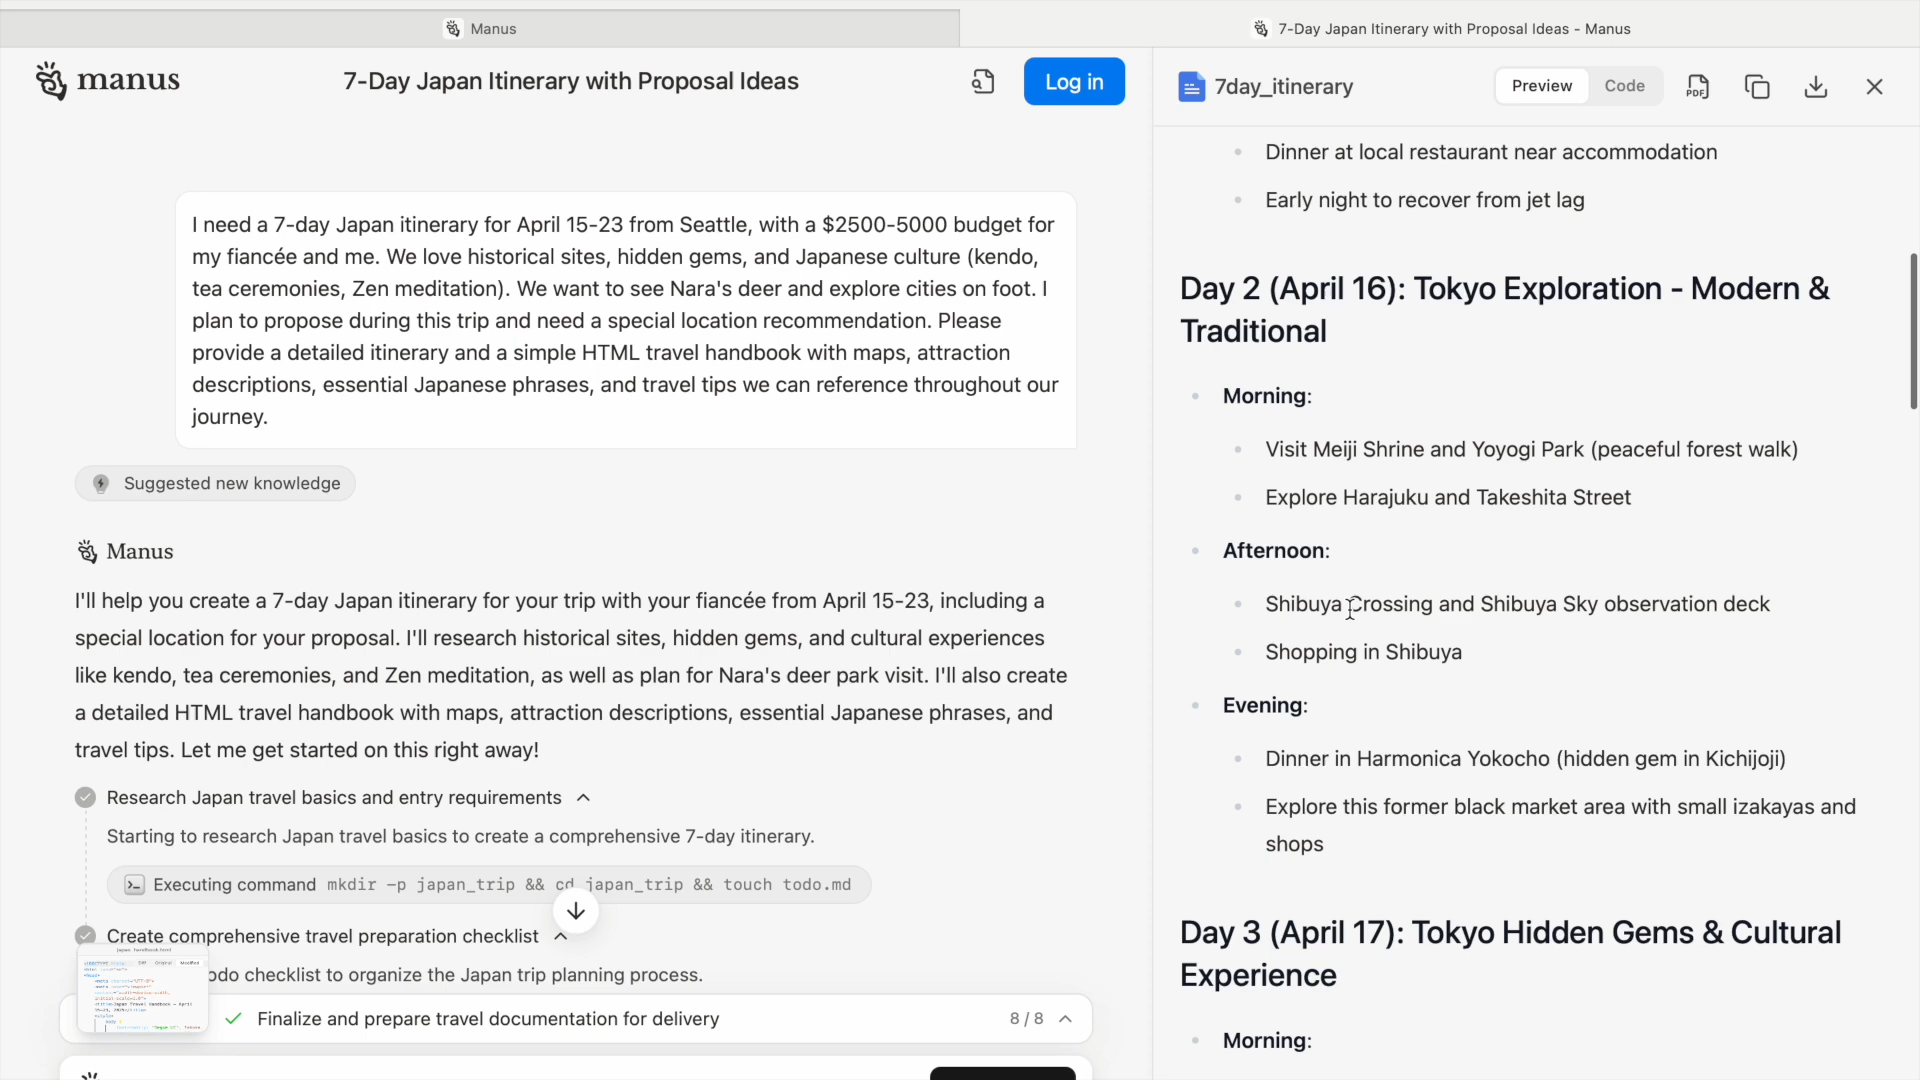 Manus
7-Day Japan Itinerary with Proposal Ideas - Manus
manus
7-Day Japan Itinerary with Proposal Ideas
Log in
I need a 7-day Japan itinerary for April 15-23 from Seattle, with a $2500-5000 budget for
my fiancée and me. We love historical sites, hidden gems, and Japanese culture (kendo,
tea ceremonies, Zen meditation). We want to see Nara's deer and explore cities on foot. I
plan to propose during this trip and need a special location recommendation. Please
provide a detailed itinerary and a simple HTML travel handbook with maps, attraction
descriptions, essential Japanese phrases, and travel tips we can reference throughout our
journey.
Suggested new knowledge
Manus
I'll help you create a 7-day Japan itinerary for your trip with your fiancée from April 15-23, including a
special location for your proposal. I'll research historical sites, hidden gems, and cultural experiences
like kendo, tea ceremonies, and Zen meditation, as well as plan for Nara's deer park visit. I'll also create
a detailed HTML travel handbook with maps, attraction descriptions, essential Japanese phrases, and
travel tips. Let me get started on this right away!
Research Japan travel basics and entry requirements
Starting to research Japan travel basics to create a comprehensive 7-day itinerary.
Executing command mkdir -p japan_trip && cd japan_trip && touch todo.md
Create comprehensive travel preparation checklist
odo checklist to organize the Japan trip planning process.
Finalize and prepare travel documentation for delivery
8 / 8
7day_itinerary
Preview
Code
PDF
Dinner at local restaurant near accommodation
Early night to recover from jet lag
Day 2 (April 16): Tokyo Exploration - Modern &
Traditional
Morning:
Visit Meiji Shrine and Yoyogi Park (peaceful forest walk)
Explore Harajuku and Takeshita Street
Afternoon:
Shibuya Crossing and Shibuya Sky observation deck
Shopping in Shibuya
Evening:
Dinner in Harmonica Yokocho (hidden gem in Kichijoji)
Explore this former black market area with small izakayas and
shops
Day 3 (April 17): Tokyo Hidden Gems & Cultural
Experience
Morning: